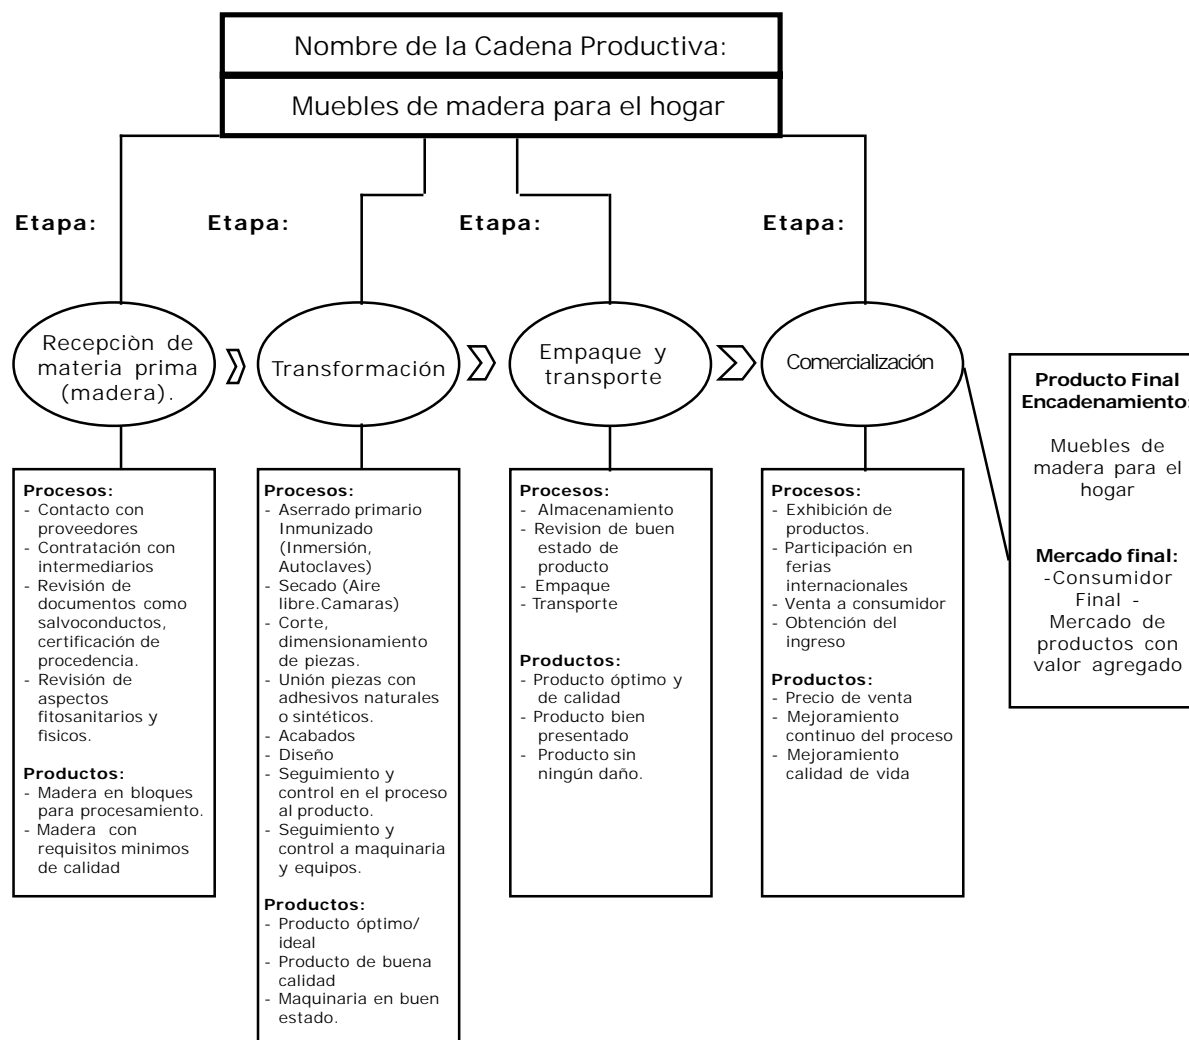 Nombre de la Cadena Productiva:
Muebles de madera para el hogar
Etapa:
Etapa:
Etapa:
Etapa:
Recepciòn de
materia prima
(madera).
Transformación
Empaque y
transporte
Comercialización
Procesos:
- Contacto con
proveedores
- Contratación con
intermediarios
- Revisión de
documentos como
salvoconductos,
certificación de
procedencia.
- Revisión de
aspectos
fitosanitarios y
fisicos.
Productos:
- Madera en bloques
para procesamiento.
- Madera con
requisitos minimos
de calidad
Procesos:
- Aserrado primario
Inmunizado
(Inmersión,
Autoclaves)
- Secado (Aire
libre.Camaras)
- Corte,
dimensionamiento
de piezas.
- Unión piezas con
adhesivos naturales
o sintéticos.
- Acabados
- Diseño
- Seguimiento y
control en el proceso
al producto.
- Seguimiento y
control a maquinaria
y equipos.
Productos:
- Producto óptimo/
ideal
- Producto de buena
calidad
- Maquinaria en buen
estado.
Procesos:
- Almacenamiento
- Revision de buen
estado de
producto
- Empaque
- Transporte
Productos:
- Producto óptimo y
de calidad
- Producto bien
presentado
- Producto sin
ningún daño.
Procesos:
- Exhibición de
productos.
- Participación en
ferias
internacionales
- Venta a consumidor
- Obtención del
ingreso
Productos:
- Precio de venta
- Mejoramiento
continuo del proceso
- Mejoramiento
calidad de vida
Producto Final
Encadenamiento:
Muebles de
madera para el
hogar
Mercado final:
-Consumidor
Final -
Mercado de
productos con
valor agregado